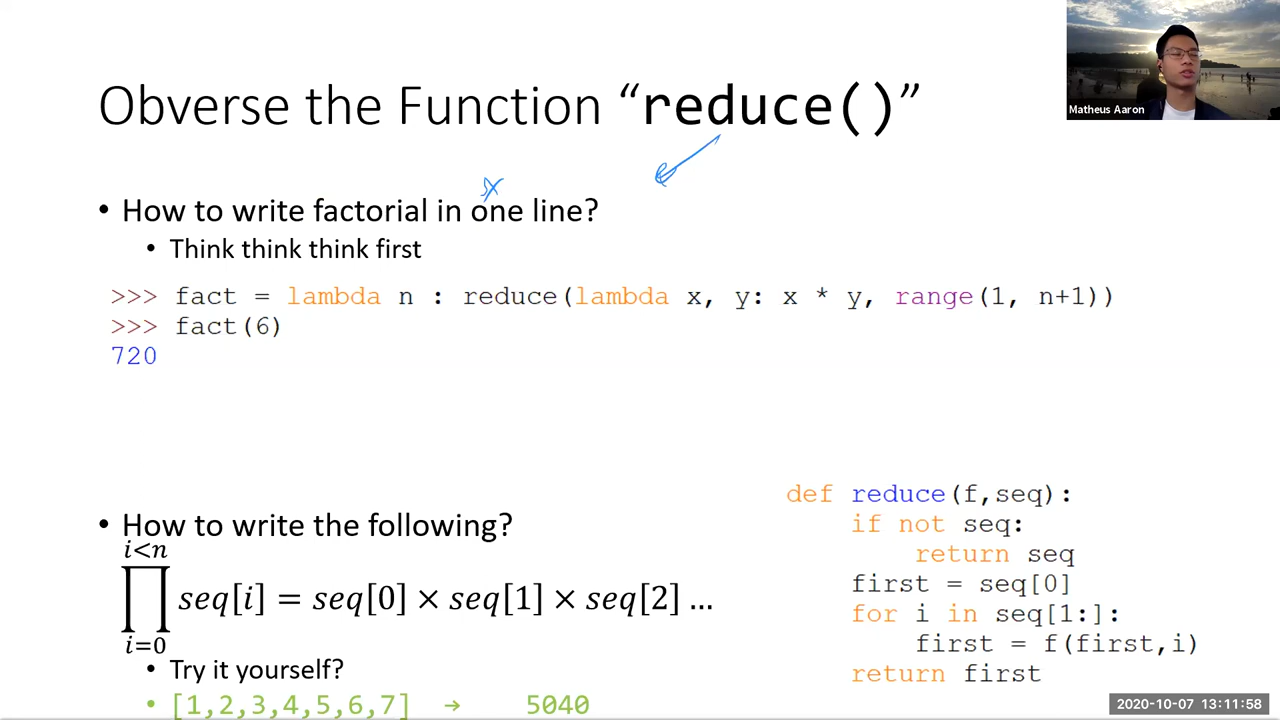 Matheus Aaron
Obverse the Function “reduce()”
• How to write factorial in one line?
• Think think think first
>>> fact = lambda n : reduce(lambda x, y: x * y, range(1, n+1))
>>> fact(6)
720
• How to write the following?
i<n
∏ seq[i] = seq[0] × seq[1] × seq[2] …
i=0
• Try it yourself?
• [1,2,3,4,5,6,7] → 5040
def reduce(f,seq):
if not seq:
return seq
first = seq[0]
for i in seq[1:]:
first = f(first,i)
return first
2020-10-07 13:11:58